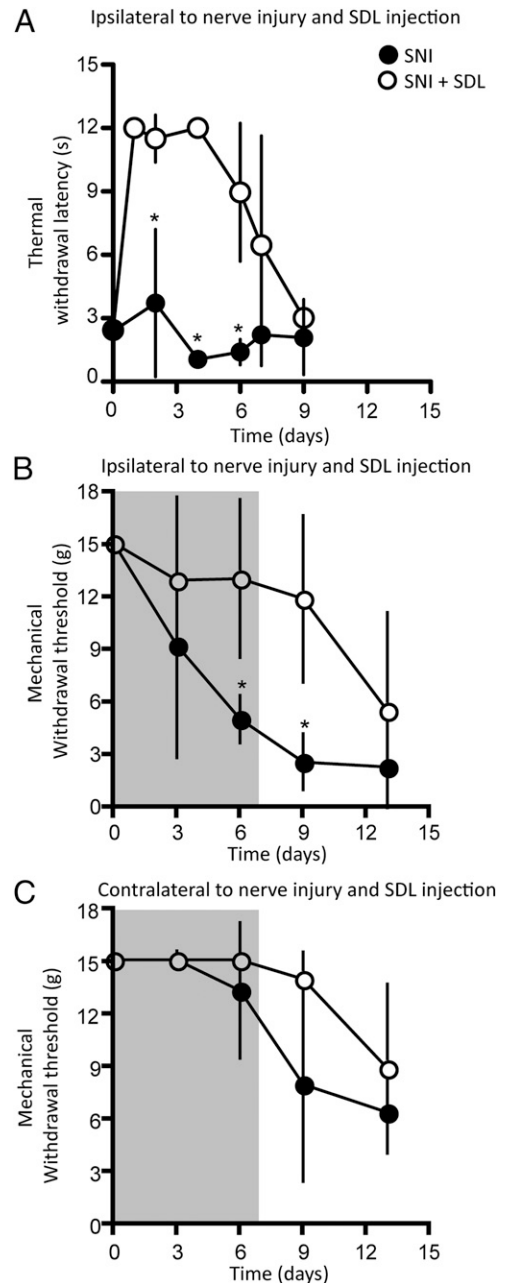 A
Ipsilateral to nerve injury and SDL injection
SNI
SNI + SDL
Thermal
withdrawal latency (s)
15
12
9
6
3
0
*
*
*
0 3 6 9 12 15
Time (days)
B
Ipsilateral to nerve injury and SDL injection
Mechanical
Withdrawal threshold (g)
18
15
12
9
6
3
0
*
*
0 3 6 9 12 15
Time (days)
C
Contralateral to nerve injury and SDL injection
Mechanical
Withdrawal threshold (g)
18
15
12
9
6
3
0
0 3 6 9 12 15
Time (days)